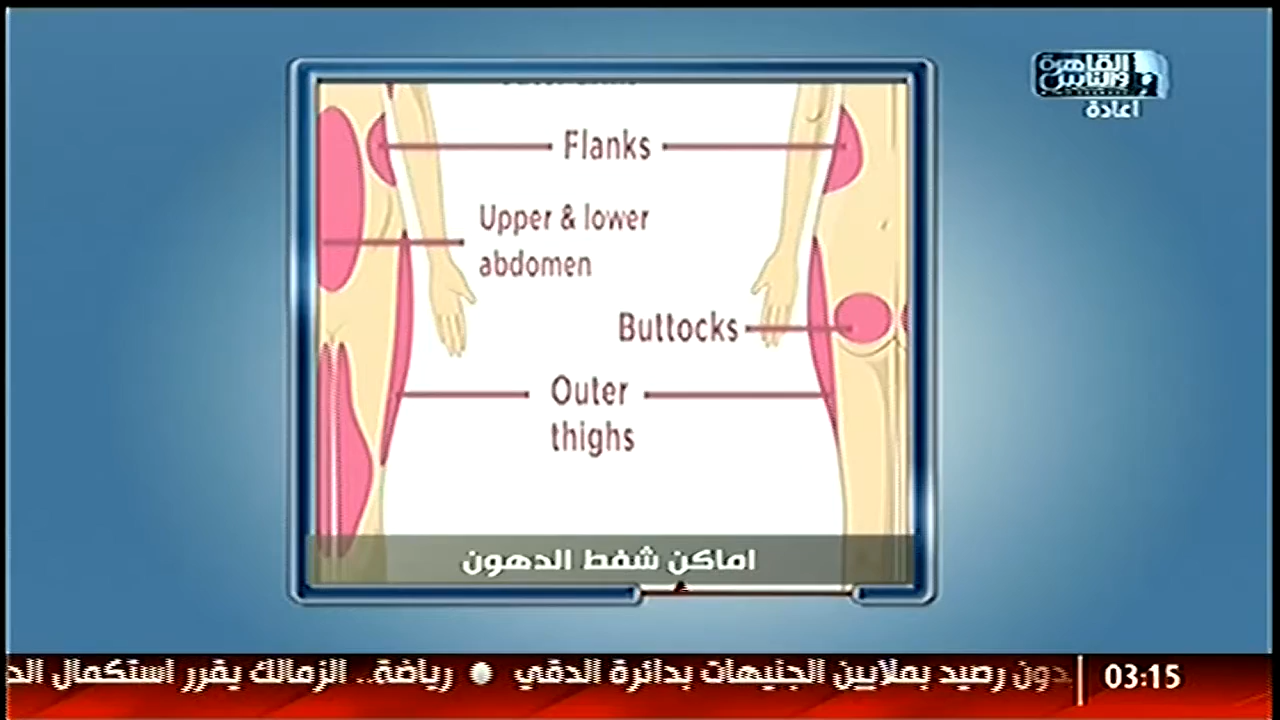 القاهرة
والناس
اعادة
Flanks
Upper & lower
abdomen
Buttocks
Outer
thighs
اماكن شفط الدهون
دون رصيد بملايين الجنيهات بدائرة الدقي ● رياضة.. الزمالك يقرر استكمال
03:15